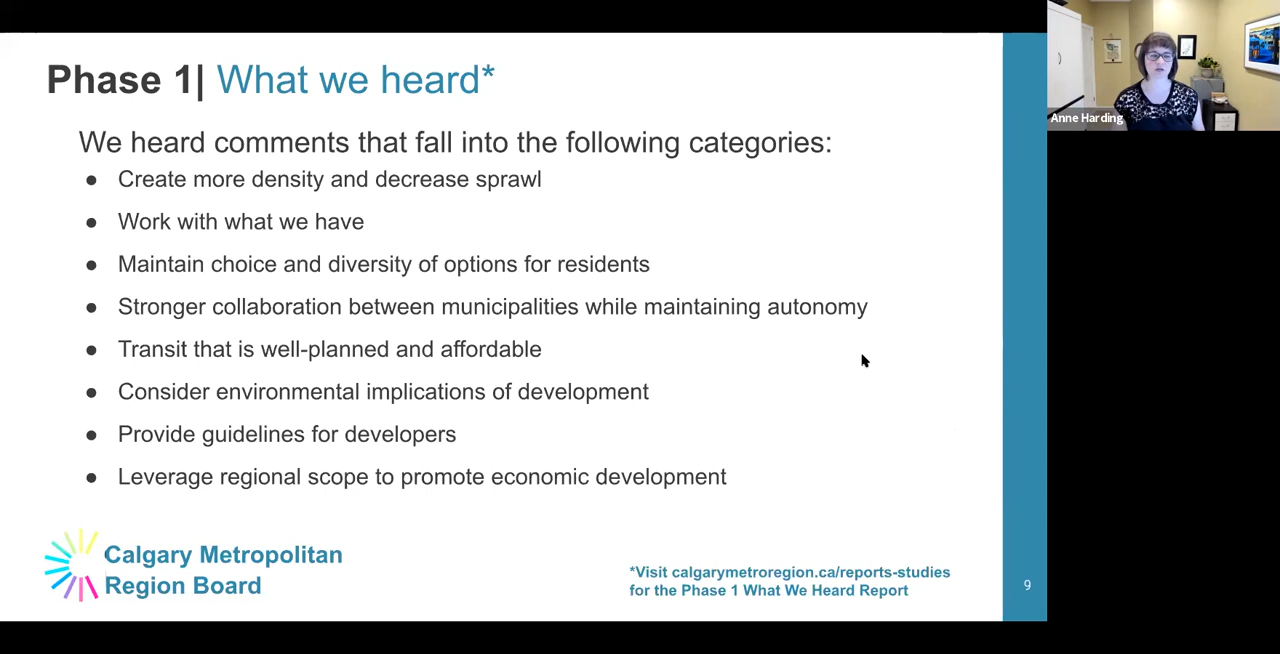 Phase 1| What we heard*
We heard comments that fall into the following categories:
● Create more density and decrease sprawl
● Work with what we have
● Maintain choice and diversity of options for residents
● Stronger collaboration between municipalities while maintaining autonomy
● Transit that is well-planned and affordable
● Consider environmental implications of development
● Provide guidelines for developers
● Leverage regional scope to promote economic development
Calgary Metropolitan
Region Board
*Visit calgarymetroregion.ca/reports-studies
for the Phase 1 What We Heard Report
9
Anne Harding